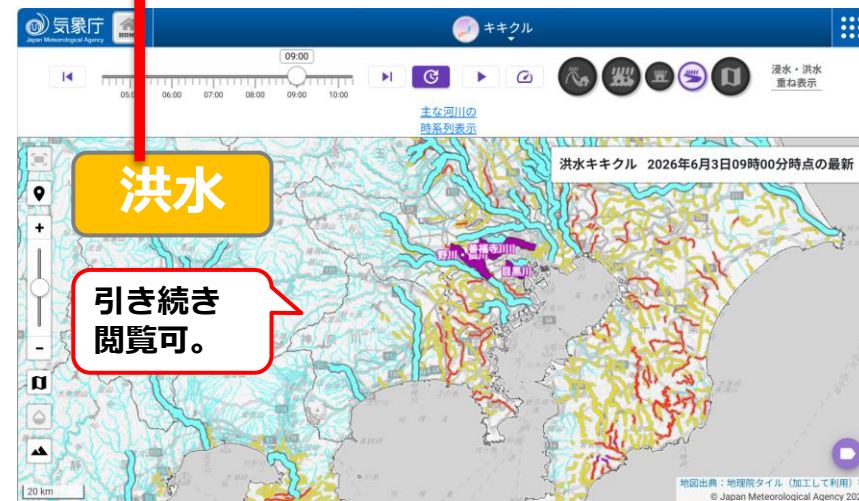 気象庁
Japan Meteorological Agency
HOME
キキクル
09:00
05:00 06:00 07:00 08:00 09:00 10:00
浸水・洪水
重ね表示
主な河川の
時系列表示
洪水
洪水キキクル 2026年6月3日09時00分時点の最新
野川・仙川
善福寺川
目黒川
引き続き
閲覧可。
神奈川
20 km
地図出典:地理院タイル(加工して利用)
© Japan Meteorological Agency 202